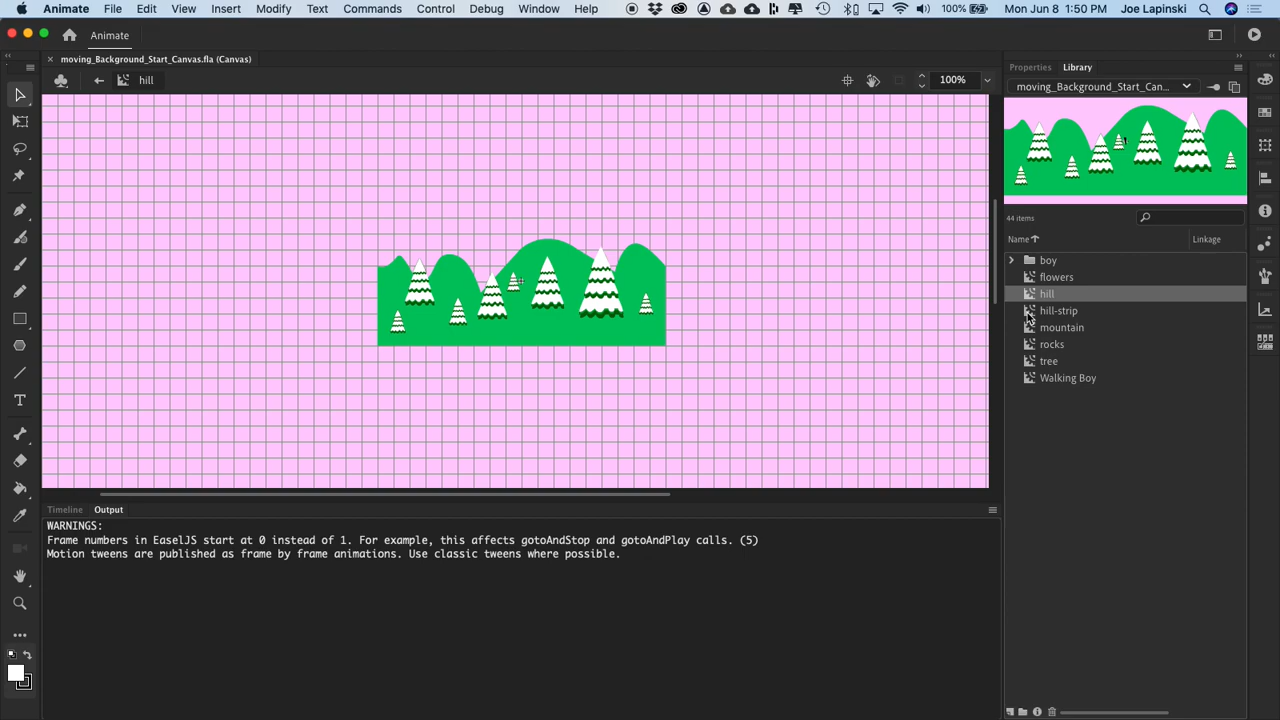 Animate File Edit View Insert Modify Text Commands Control Debug Window Help 100% Mon Jun 8 1:50 PM Joe Lapinski
Animate
moving_Background_Start_Canvas.fla (Canvas)
hill 100%
Properties Library
moving_Background_Start_Can...
44 items
Name Linkage
boy
flowers
hill
hill-strip
mountain
rocks
tree
Walking Boy
Timeline Output
WARNINGS:
Frame numbers in EaselJS start at 0 instead of 1. For example, this affects gotoAndStop and gotoAndPlay calls. (5)
Motion tweens are published as frame by frame animations. Use classic tweens where possible.